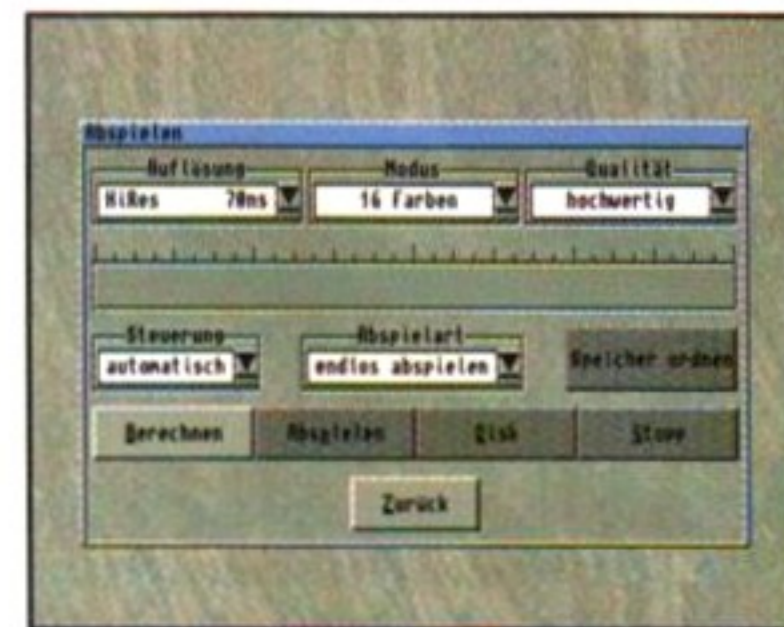 Abspielen
Auflösung Modus Qualität
HiRes 70ns 16 Farben hochwertig
Steuerung Abspielart
automatisch endlos abspielen Speicher ordnen
Berechnen Abspielen Disk Stopp
Zurück